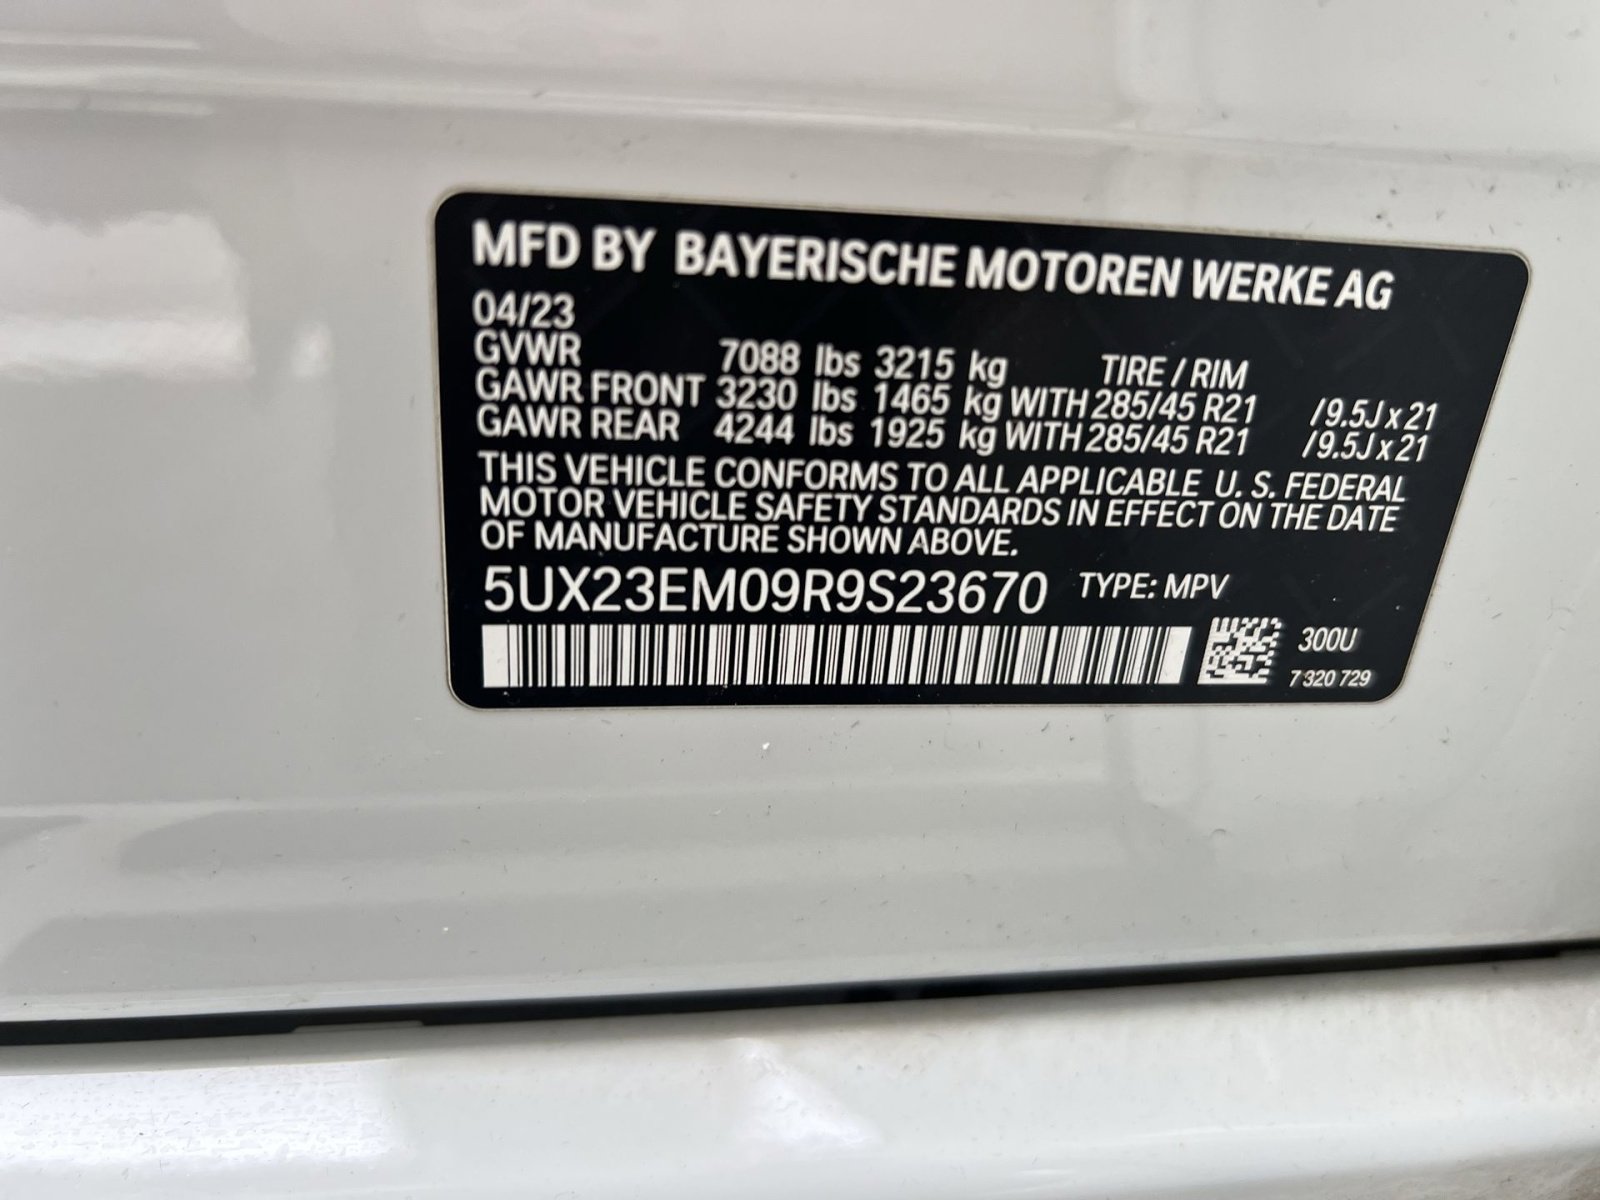 MFD BY BAYERISCHE MOTOREN WERKE AG
04/23
GVWR 7088 lbs 3215 kg TIRE / RIM
GAWR FRONT 3230 lbs 1465 kg WITH 285/45 R21 /9.5J x 21
GAWR REAR 4244 lbs 1925 kg WITH 285/45 R21 /9.5J x 21
THIS VEHICLE CONFORMS TO ALL APPLICABLE U. S. FEDERAL
MOTOR VEHICLE SAFETY STANDARDS IN EFFECT ON THE DATE
OF MANUFACTURE SHOWN ABOVE.
5UX23EM09R9S23670 TYPE: MPV
300U
7 320 729